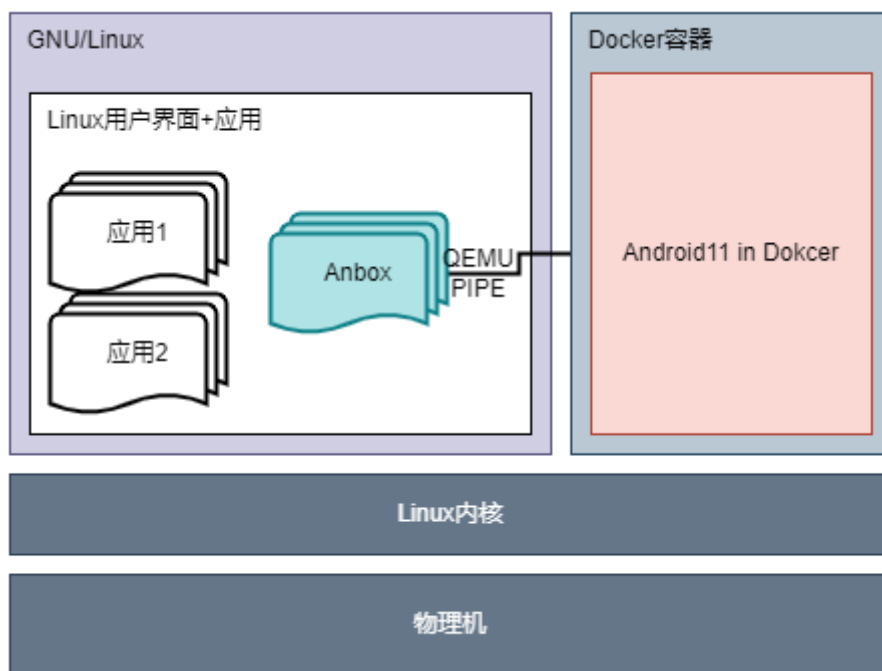 GNU/Linux
Linux用户界面+应用
应用1
应用2
Anbox
QEMU
PIPE
Docker容器
Android11 in Dokcer
Linux内核
物理机